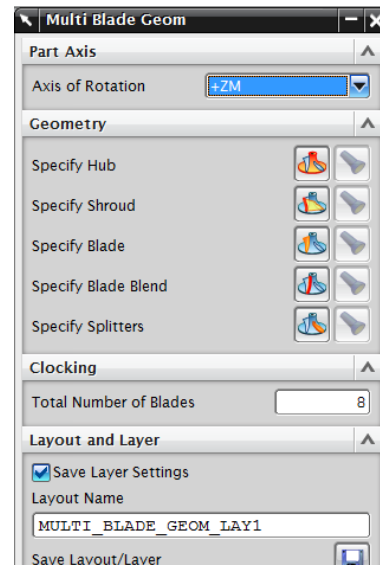 Multi Blade Geom
Part Axis
Axis of Rotation +ZM
Geometry
Specify Hub
Specify Shroud
Specify Blade
Specify Blade Blend
Specify Splitters
Clocking
Total Number of Blades 8
Layout and Layer
Save Layer Settings
Layout Name
MULTI_BLADE_GEOM_LAY1
Save Layout/Layer